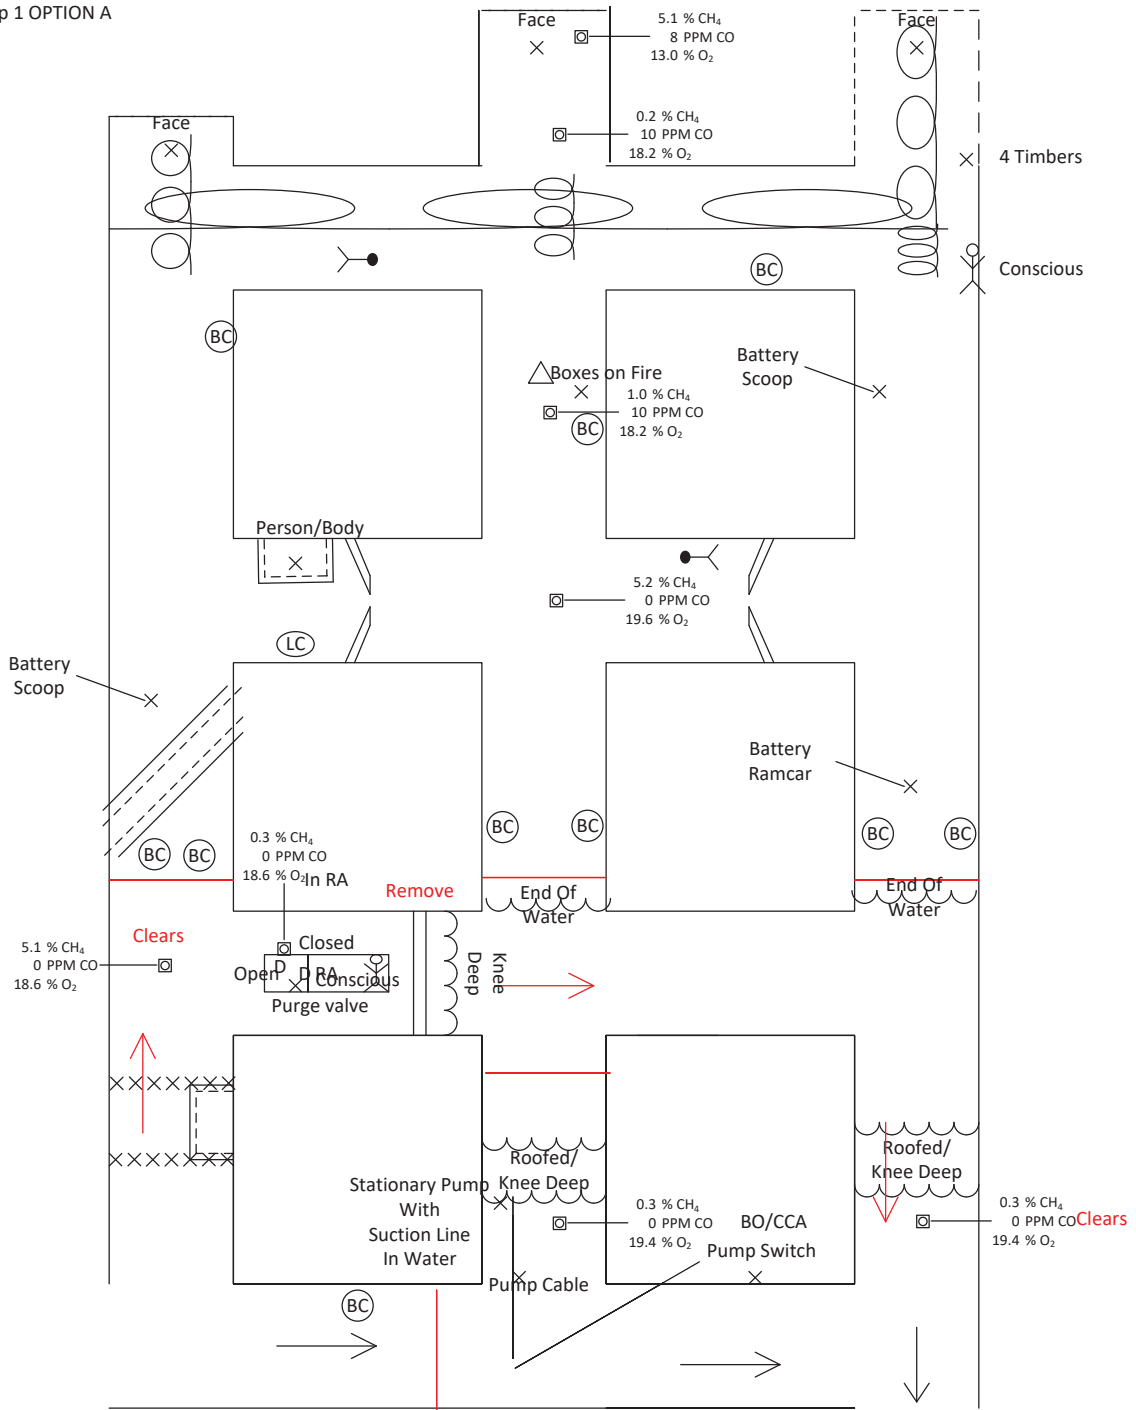 p 1 OPTION A
Face
5.1 % CH₄
8 PPM CO
13.0 % O₂
Face
Face
0.2 % CH₄
10 PPM CO
18.2 % O₂
4 Timbers
BC
Conscious
BC
Battery
Scoop
Boxes on Fire
1.0 % CH₄
10 PPM CO
18.2 % O₂
BC
Person/Body
5.2 % CH₄
0 PPM CO
19.6 % O₂
LC
Battery
Scoop
Battery
Ramcar
BC
BC
BC
BC
BC
BC
0.3 % CH₄
0 PPM CO
18.6 % O₂
In RA
Remove
End Of
Water
End Of
Water
Clears
5.1 % CH₄
0 PPM CO
18.6 % O₂
Closed
Open
D
D RA
Conscious
Purge valve
Knee
Deep
Roofed/
Knee Deep
Roofed/
Knee Deep
Stationary Pump
With
Suction Line
In Water
0.3 % CH₄
0 PPM CO
19.4 % O₂
BO/CCA
Pump Switch
0.3 % CH₄
0 PPM CO
19.4 % O₂
Clears
Pump Cable
BC